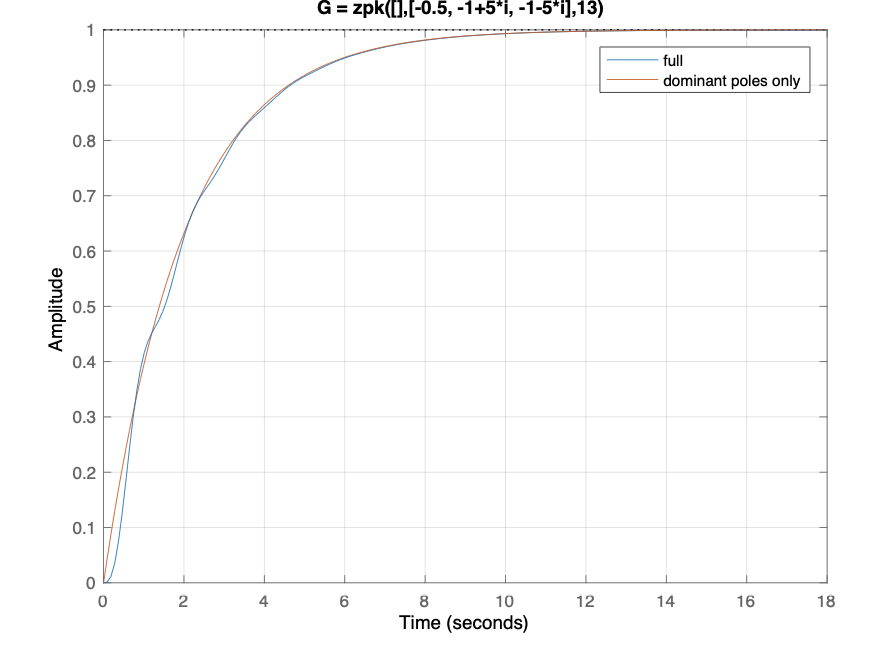 G = zpk([],[-0.5, -1+5*i, -1-5*i],13)
full
dominant poles only
1
0.9
0.8
0.7
0.6
0.5
0.4
0.3
0.2
0.1
0
Amplitude
0 2 4 6 8 10 12 14 16 18
Time (seconds)